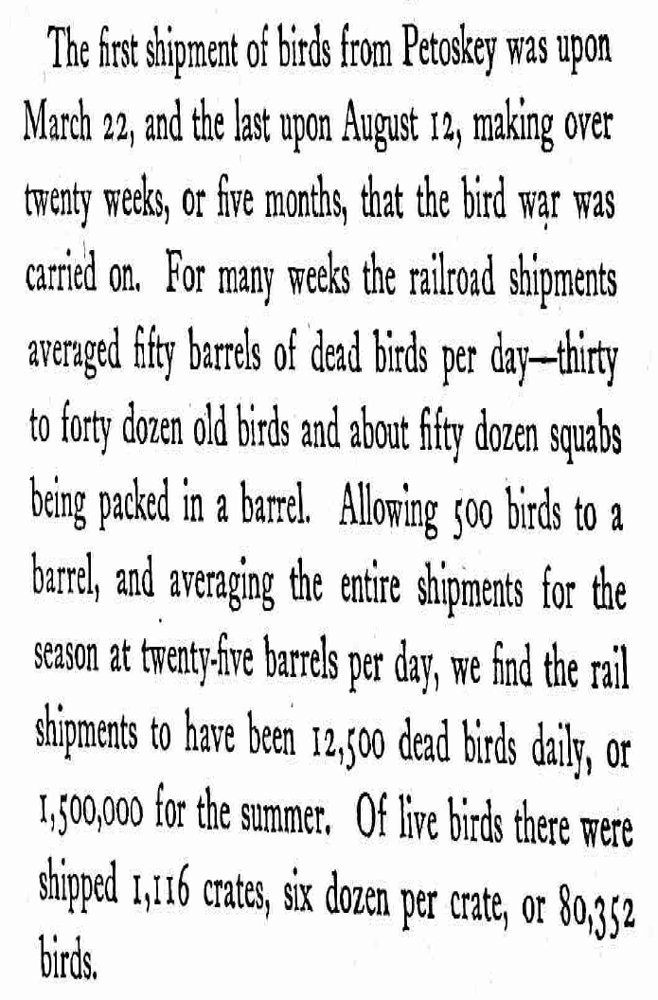 The first shipment of birds from Petoskey was upon
March 22, and the last upon August 12, making over
twenty weeks, or five months, that the bird war was
carried on. For many weeks the railroad shipments
averaged fifty barrels of dead birds per day—thirty
to forty dozen old birds and about fifty dozen squabs
being packed in a barrel. Allowing 500 birds to a
barrel, and averaging the entire shipments for the
season at twenty-five barrels per day, we find the rail
shipments to have been 12,500 dead birds daily, or
1,500,000 for the summer. Of live birds there were
shipped 1,116 crates, six dozen per crate, or 80,352
birds.